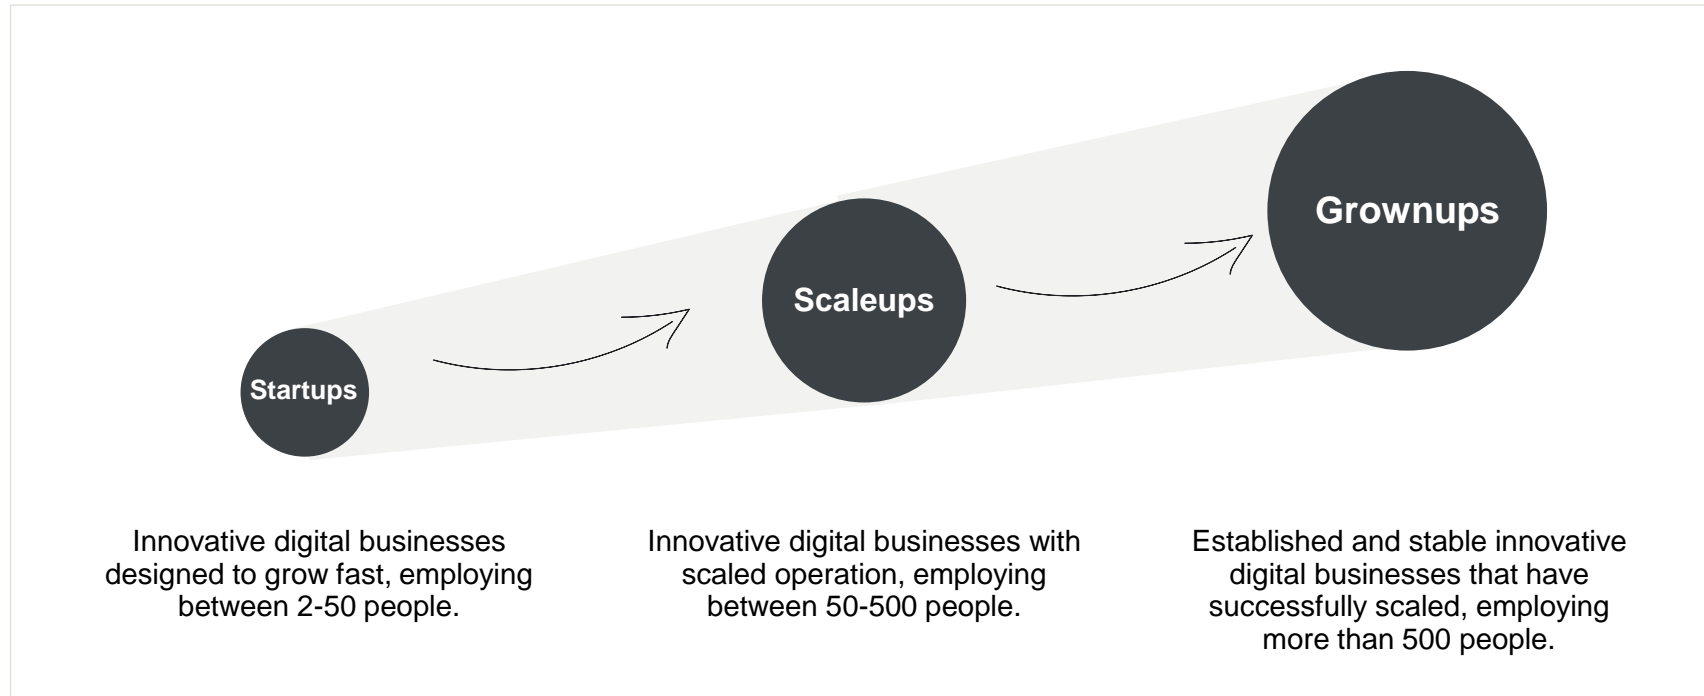 Startups
Scaleups
Grownups
Innovative digital businesses
designed to grow fast, employing
between 2-50 people.
Innovative digital businesses with
scaled operation, employing
between 50-500 people.
Established and stable innovative
digital businesses that have
successfully scaled, employing
more than 500 people.